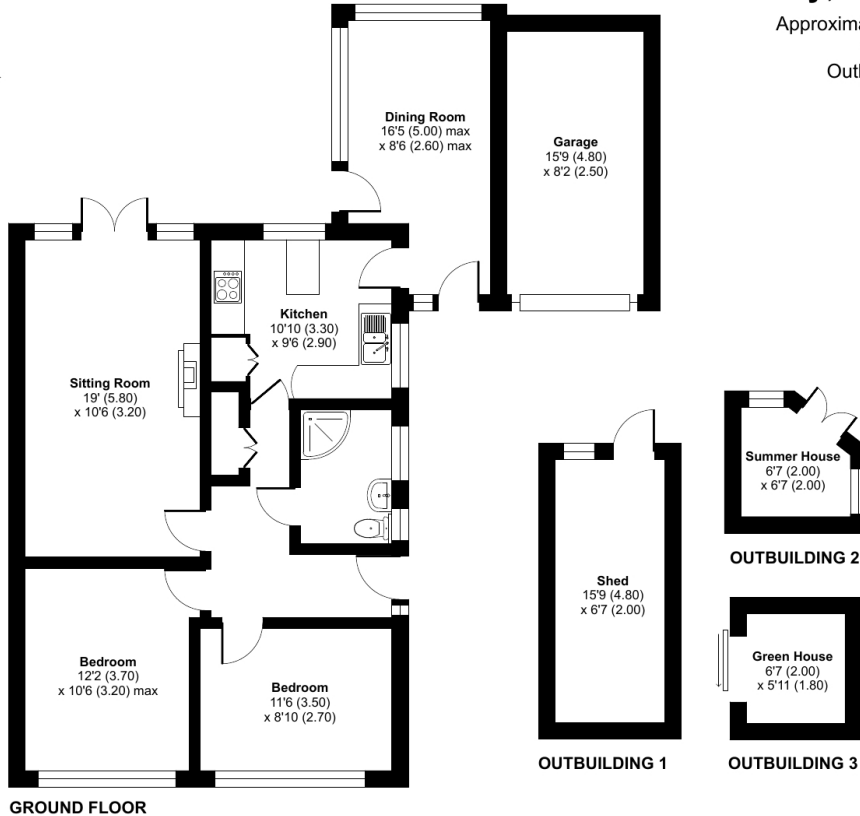 Approxima
Outl
Dining Room
16'5 (5.00) max
x 8'6 (2.60) max
Garage
15'9 (4.80)
x 8'2 (2.50)
Kitchen
10'10 (3.30)
x 9'6 (2.90)
Sitting Room
19' (5.80)
x 10'6 (3.20)
Summer House
6'7 (2.00)
x 6'7 (2.00)
OUTBUILDING 2
Shed
15'9 (4.80)
x 6'7 (2.00)
Green House
6'7 (2.00)
x 5'11 (1.80)
Bedroom
12'2 (3.70)
x 10'6 (3.20) max
Bedroom
11'6 (3.50)
x 8'10 (2.70)
OUTBUILDING 1
OUTBUILDING 3
GROUND FLOOR